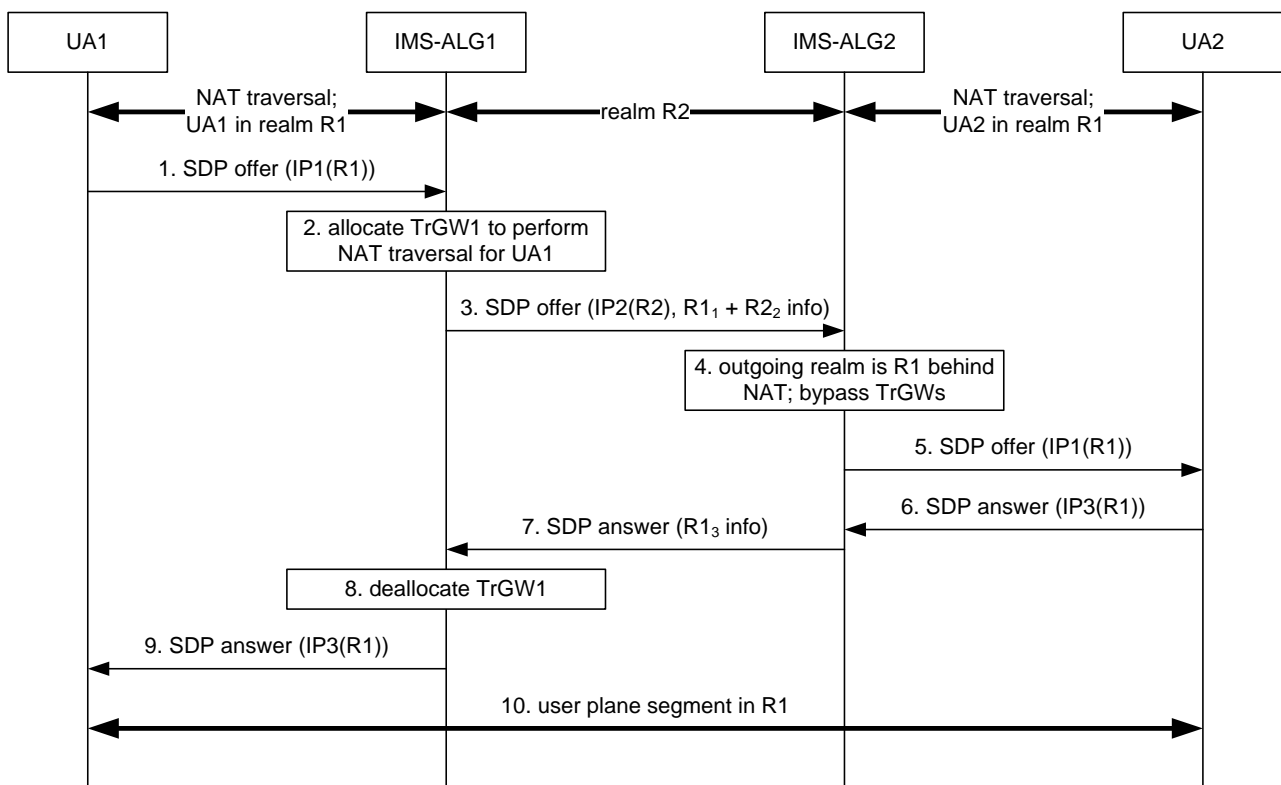 UA1
IMS-ALG1
IMS-ALG2
UA2
NAT traversal;
UA1 in realm R1
realm R2
NAT traversal;
UA2 in realm R1
1. SDP offer (IP1(R1))
2. allocate TrGW1 to perform
NAT traversal for UA1
3. SDP offer (IP2(R2), R1₁ + R2₂ info)
4. outgoing realm is R1 behind
NAT; bypass TrGWs
5. SDP offer (IP1(R1))
6. SDP answer (IP3(R1))
7. SDP answer (R1₃ info)
8. deallocate TrGW1
9. SDP answer (IP3(R1))
10. user plane segment in R1